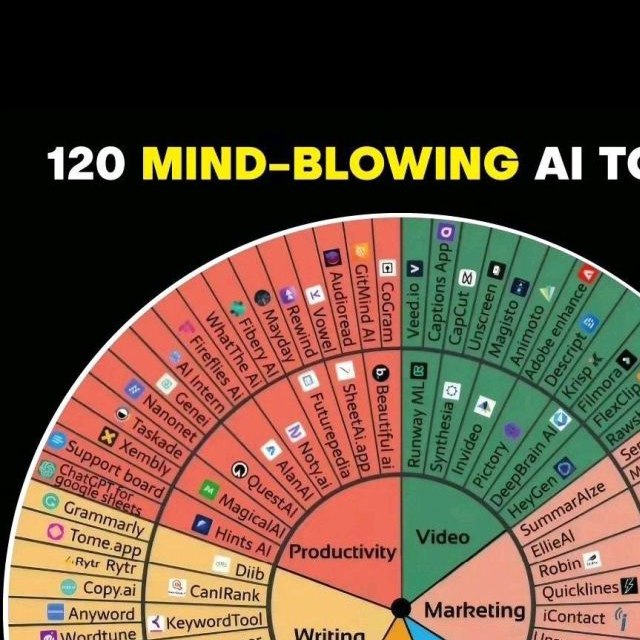 120 MIND-BLOWING AI TO
CoGram
GitMind AI
Audioread
Vowel
Rewind
Mayday
Fibery AI
WhatThe Ai
Fireflies AI
AI Intern
Genei
Nanonet
Taskade
Xembly
Support board
ChatGPT for
google sheets
Beautiful ai
SheetAi.app
Futurepedia
Notyai
AlanAI
QuestAI
MagicalAI
Hints AI
Productivity
Veed.io
Captions App
CapCut
Unscreen
Magisto
Animoto
Adobe enhance
Descript
Krisp
Filmora
FlexClip
Raws
Runway ML
Synthesia
Invideo
Pictory
DeepBrain AI
HeyGen
Video
SummarAIze
EllieAI
Robin
Quicklines
iContact
Marketing
Grammarly
Tome.app
Rytr Rytr
Copy.ai
Anyword
Wordtune
Diib
CanIRank
KeywordTool
Writing